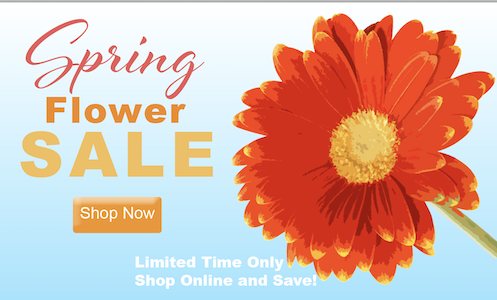 Spring
Flower
SALE
Shop Now
Limited Time Only
Shop Online and Save!